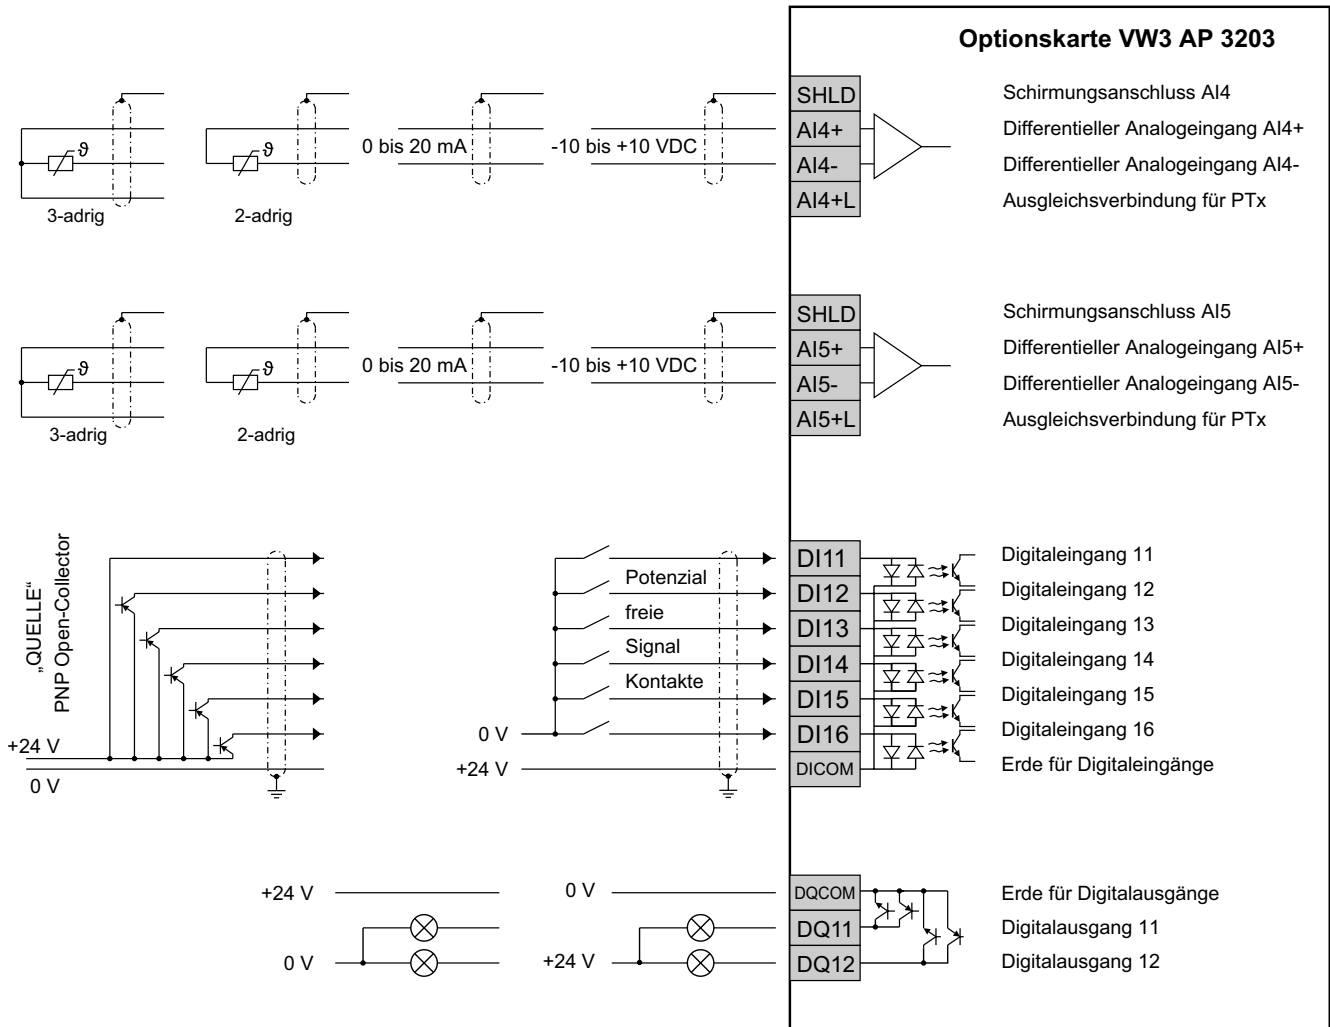 Optionskarte VW3 AP 3203
SHLD
Schirmungsanschluss AI4
ϑ
ϑ
0 bis 20 mA
-10 bis +10 VDC
AI4+
Differentieller Analogeingang AI4+
AI4-
Differentieller Analogeingang AI4-
3-adrig
2-adrig
AI4+L
Ausgleichsverbindung für PTx
SHLD
Schirmungsanschluss AI5
ϑ
ϑ
0 bis 20 mA
-10 bis +10 VDC
AI5+
Differentieller Analogeingang AI5+
AI5-
Differentieller Analogeingang AI5-
3-adrig
2-adrig
AI5+L
Ausgleichsverbindung für PTx
„QUELLE“
PNP Open-Collector
+24 V
0 V
Potenzial
freie
Signal
Kontakte
0 V
+24 V
DI11
Digitaleingang 11
DI12
Digitaleingang 12
DI13
Digitaleingang 13
DI14
Digitaleingang 14
DI15
Digitaleingang 15
DI16
Digitaleingang 16
DICOM
Erde für Digitaleingänge
+24 V
0 V
DQCOM
Erde für Digitalausgänge
DQ11
Digitalausgang 11
0 V
+24 V
DQ12
Digitalausgang 12